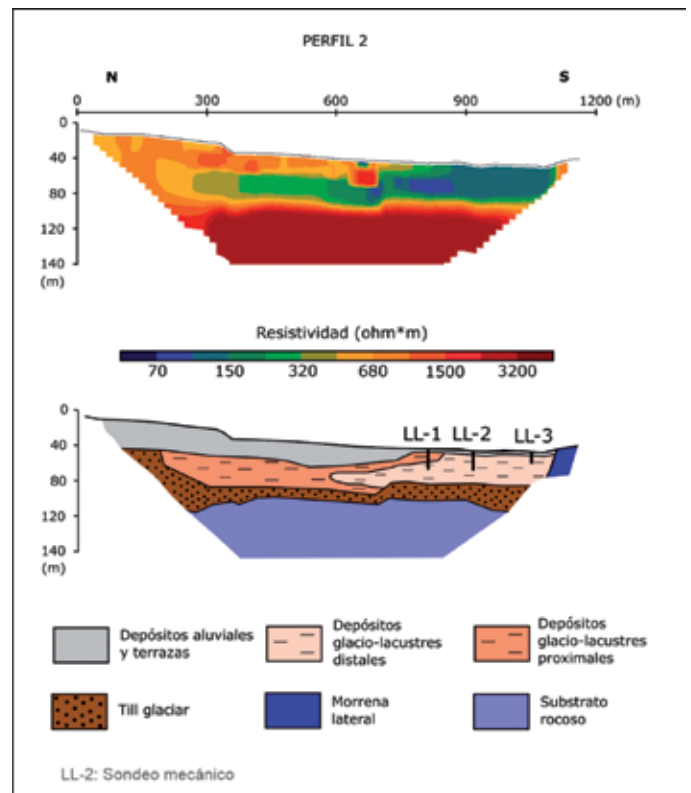 PERFIL 2
N S
0 300 600 900 1200 (m)
0
40
80
120
140
(m)
Resistividad (ohm*m)
70 150 320 680 1500 3200
0
40
80
120
140
(m)
LL-1 LL-2 LL-3
Depósitos aluviales
y terrazas
Depósitos
glacio-lacustres
distales
Depósitos
glacio-lacustres
proximales
Till glaciar
Morrena
lateral
Substrato
rocoso
LL-2: Sondeo mecánico